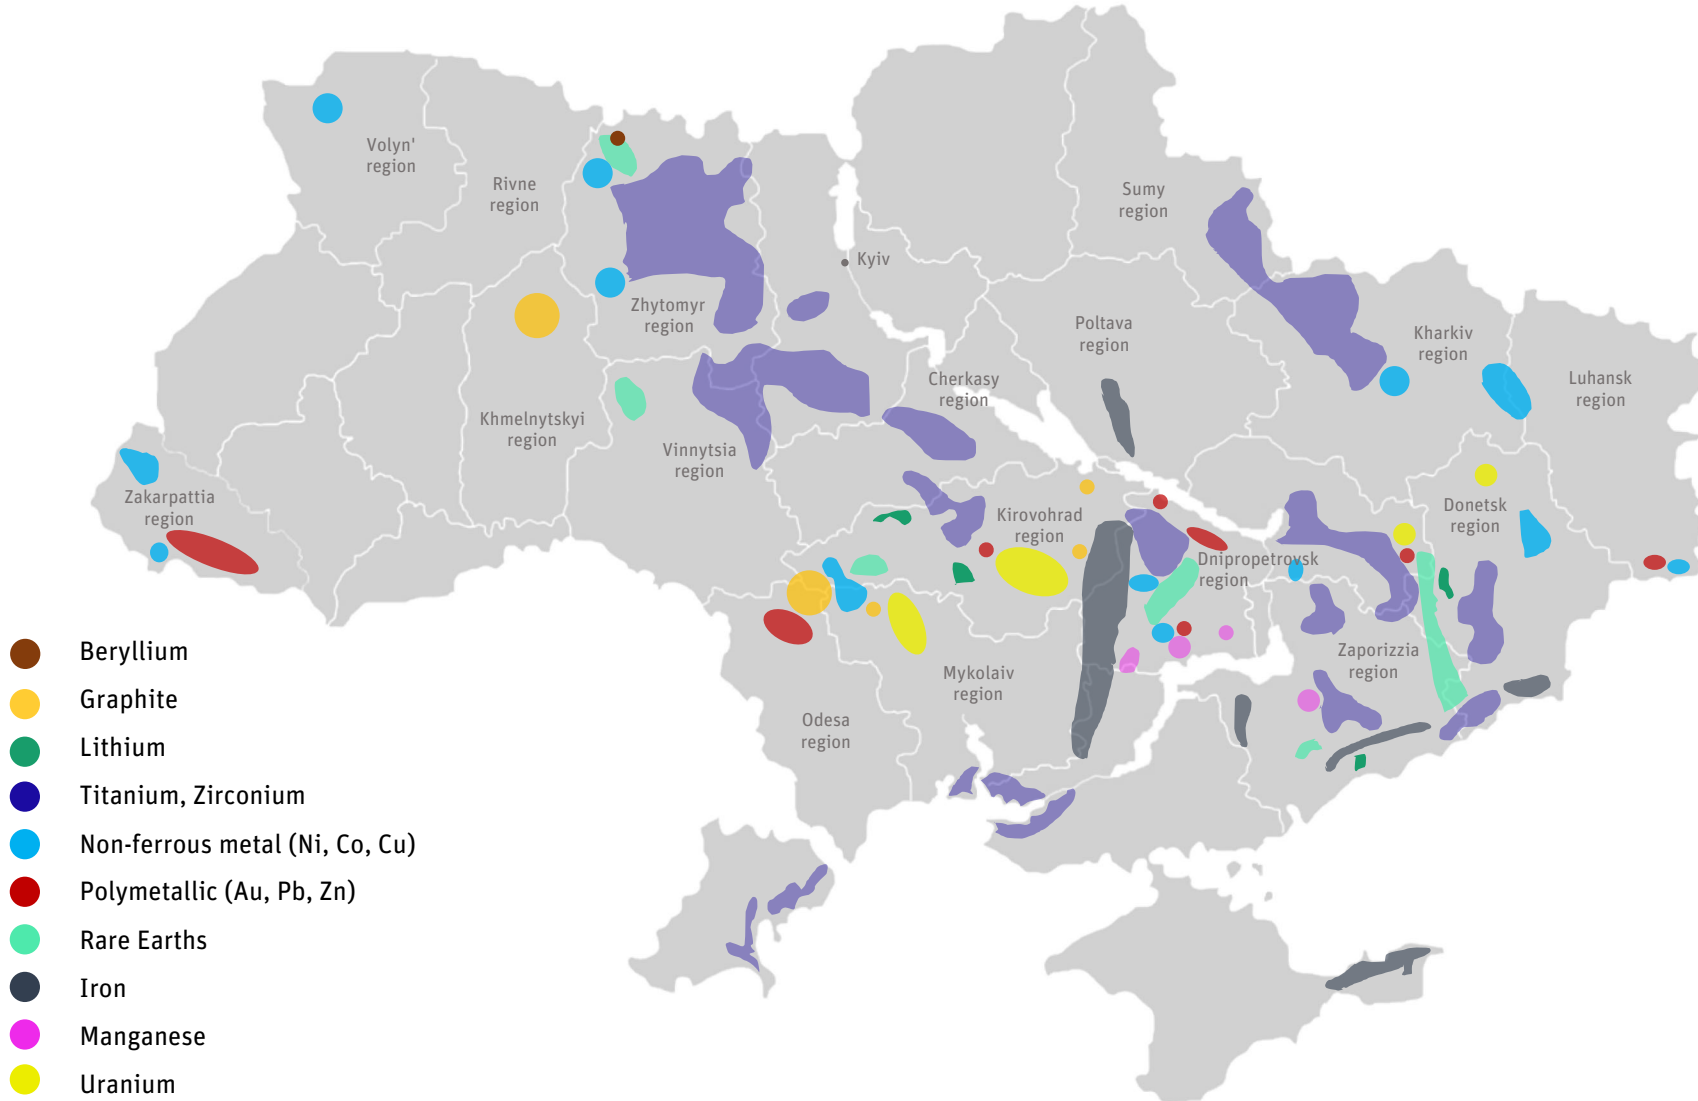 Volyn'
region
Rivne
region
Sumy
region
Kyiv
Zhytomyr
region
Poltava
region
Kharkiv
region
Cherkasy
region
Luhansk
region
Khmelnytskyi
region
Vinnytsia
region
Zakarpattia
region
Kirovohrad
region
Donetsk
region
Dnipropetrovsk
region
Zaporizzia
region
Mykolaiv
region
Odesa
region
Beryllium
Graphite
Lithium
Titanium, Zirconium
Non-ferrous metal (Ni, Co, Cu)
Polymetallic (Au, Pb, Zn)
Rare Earths
Iron
Manganese
Uranium